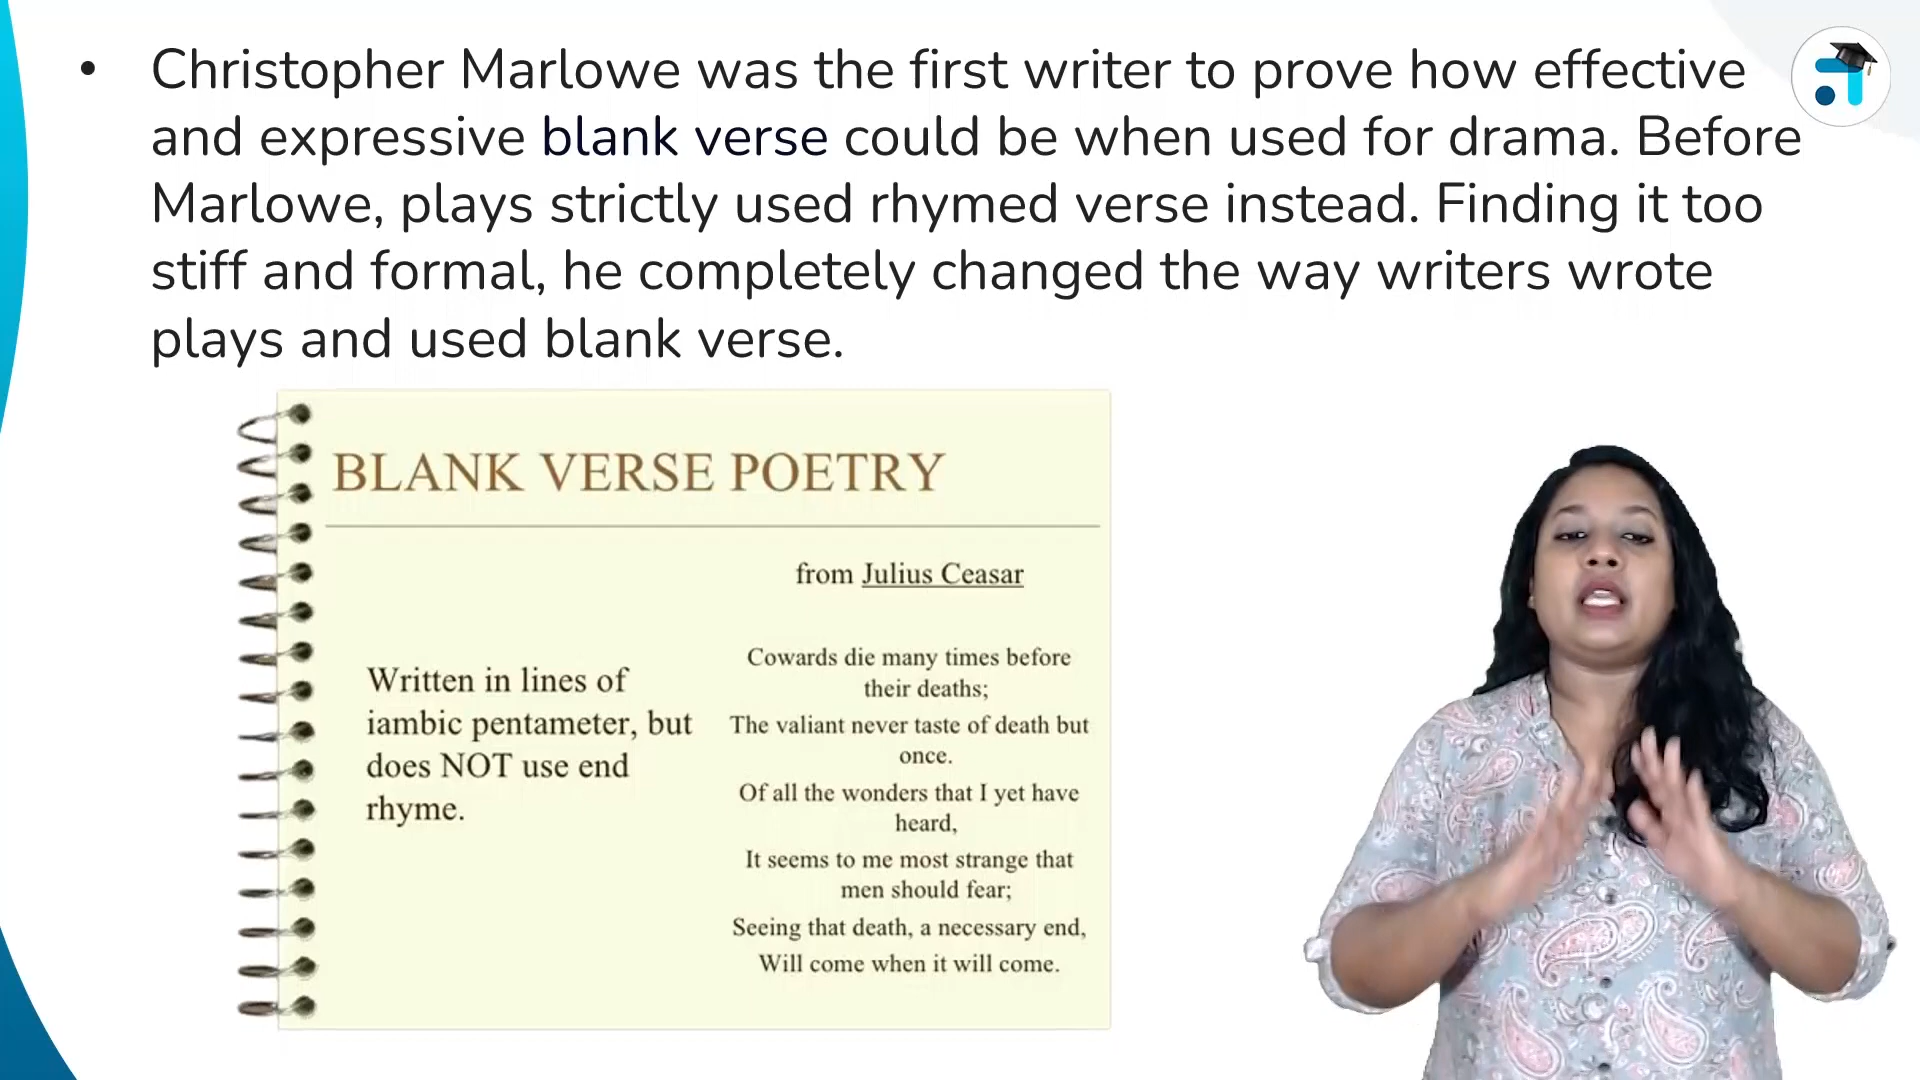 • Christopher Marlowe was the first writer to prove how effective
and expressive blank verse could be when used for drama. Before
Marlowe, plays strictly used rhymed verse instead. Finding it too
stiff and formal, he completely changed the way writers wrote
plays and used blank verse.
BLANK VERSE POETRY
Written in lines of
iambic pentameter, but
does NOT use end
rhyme.
from Julius Ceasar
Cowards die many times before
their deaths;
The valiant never taste of death but
once.
Of all the wonders that I yet have
heard,
It seems to me most strange that
men should fear;
Seeing that death, a necessary end,
Will come when it will come.